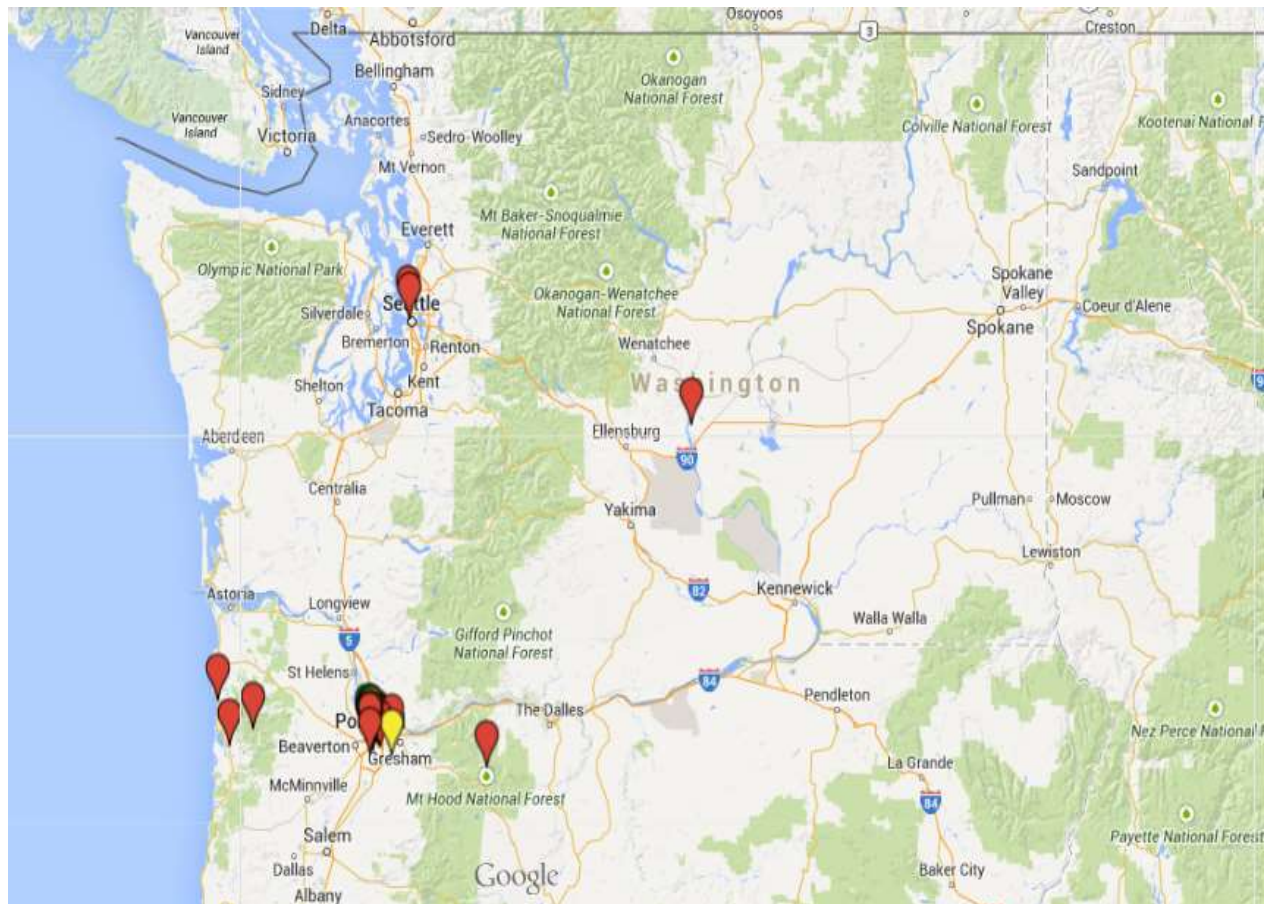 Osoyoos
Creston
Delta
Abbotsford
3
Vancouver
Island
Bellingham
Okanogan
National Forest
Sidney
Vancouver
Island
Anacortes
Colville National Forest
Kootenai National F
Victoria
Sedro-Woolley
Mt Vernon
Sandpoint
Mt Baker-Snoqualmie
National Forest
Everett
Olympic National Park
Spokane
Valley
Okanogan-Wenatchee
National Forest
Seattle
Silverdale
Coeur d'Alene
Spokane
Bremerton
Renton
Wenatchee
Shelton
Kent
Washington
9
Tacoma
Aberdeen
Ellensburg
90
Centralia
Pullman
Moscow
Yakima
Lewiston
Astoria
Longview
82
Kennewick
Walla Walla
5
Gifford Pinchot
National Forest
St Helens
84
Pendleton
The Dalles
Po
Nez Perce National F
Beaverton
Gresham
La Grande
McMinnville
Mt Hood National Forest
84
Payette National Forest
Salem
Dallas
Google
Baker City
Albany